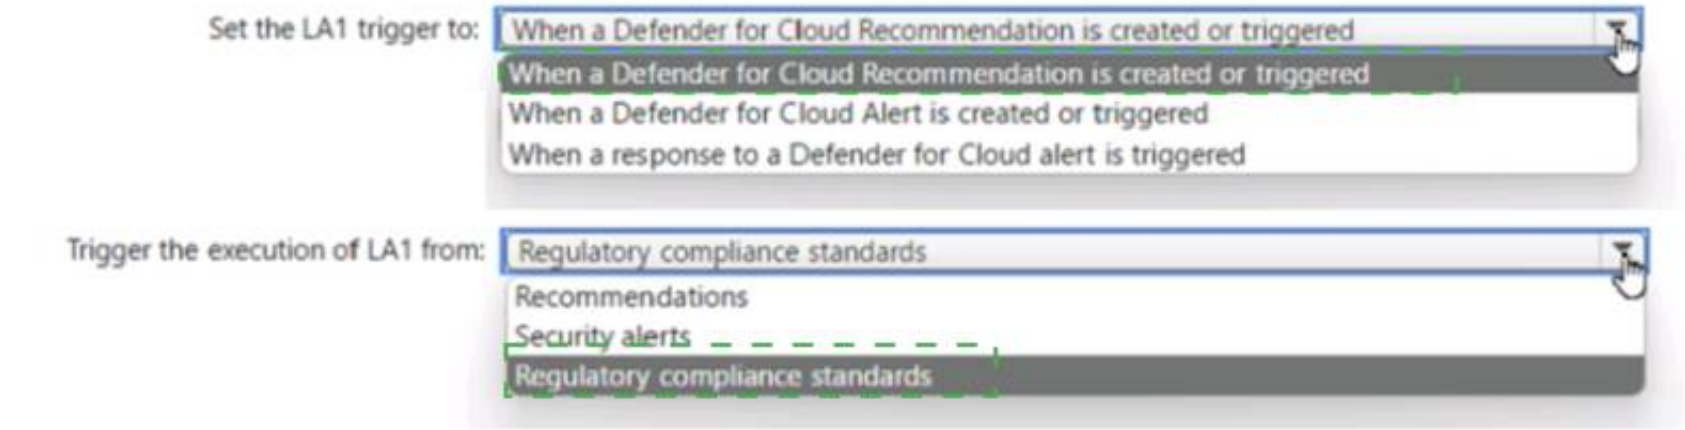 Set the LA1 trigger to: When a Defender for Cloud Recommendation is created or triggered
When a Defender for Cloud Recommendation is created or triggered
When a Defender for Cloud Alert is created or triggered
When a response to a Defender for Cloud alert is triggered
Trigger the execution of LA1 from: Regulatory compliance standards
Recommendations
Security alerts
Regulatory compliance standards